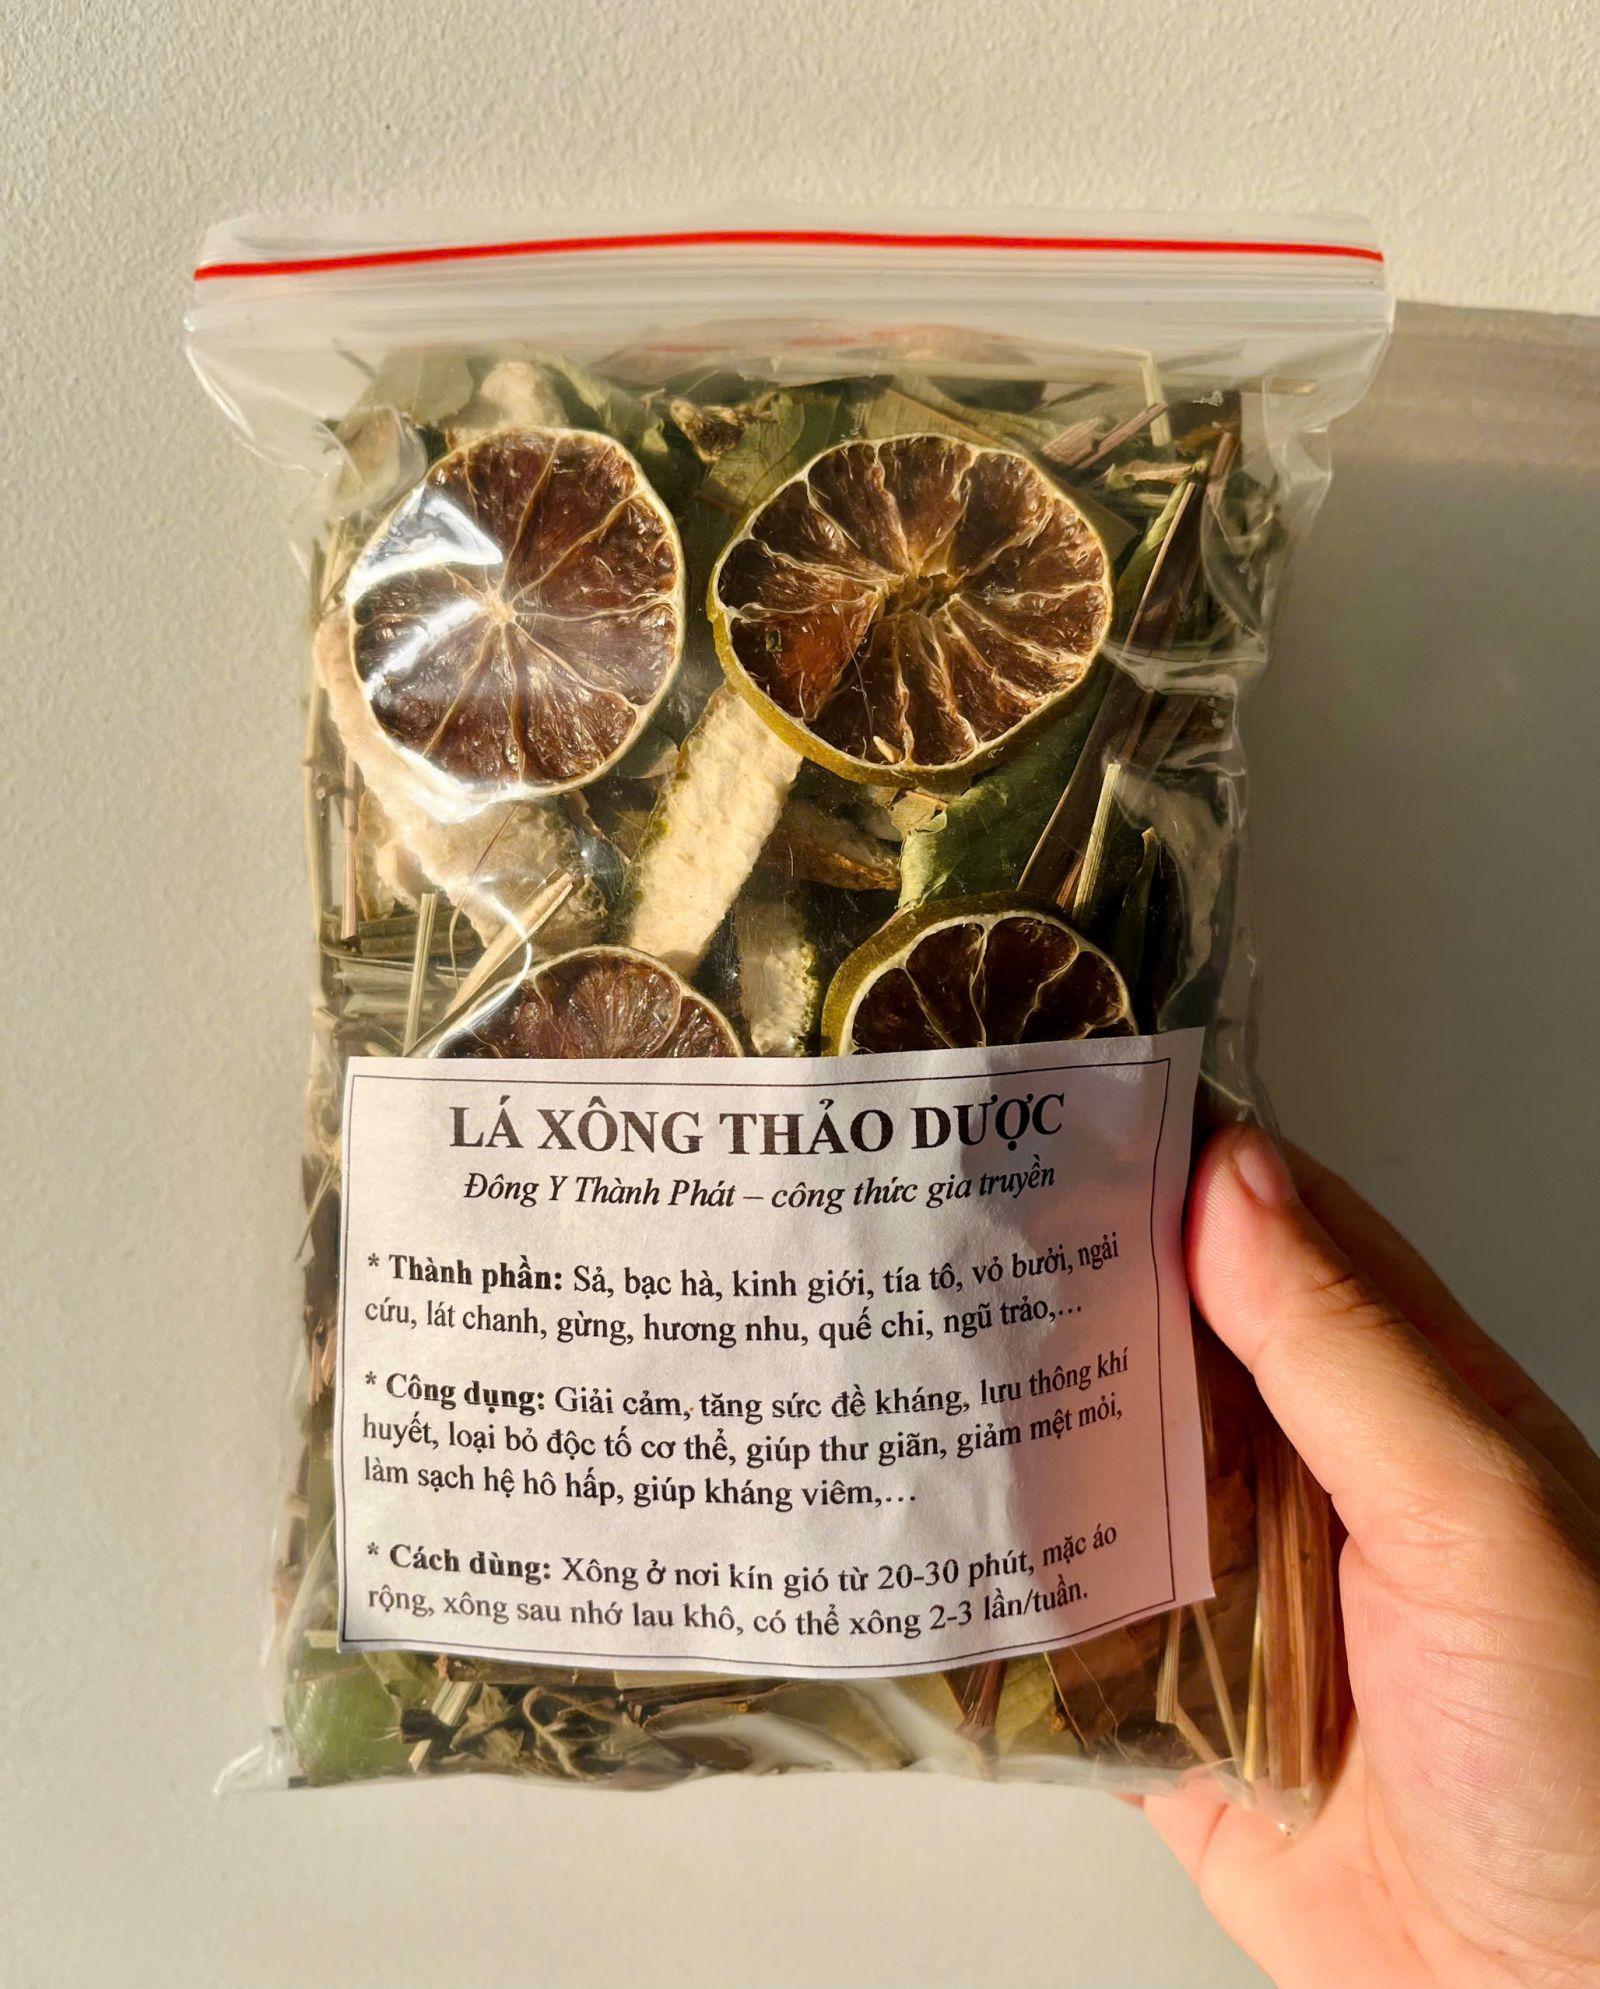 LÁ XÔNG THẢO DƯỢC
Đông Y Thành Phát – công thức gia truyền
* Thành phần: Sả, bạc hà, kinh giới, tía tô, vỏ bưởi, ngải
cứu, lát chanh, gừng, hương nhu, quế chi, ngũ trảo,...
* Công dụng: Giải cảm, tăng sức đề kháng, lưu thông khí
huyết, loại bỏ độc tố cơ thể, giúp thư giãn, giảm mệt mỏi,
làm sạch hệ hô hấp, giúp kháng viêm,...
* Cách dùng: Xông ở nơi kín gió từ 20-30 phút, mặc áo
rộng, xông sau nhớ lau khô, có thể xông 2-3 lần/tuần.